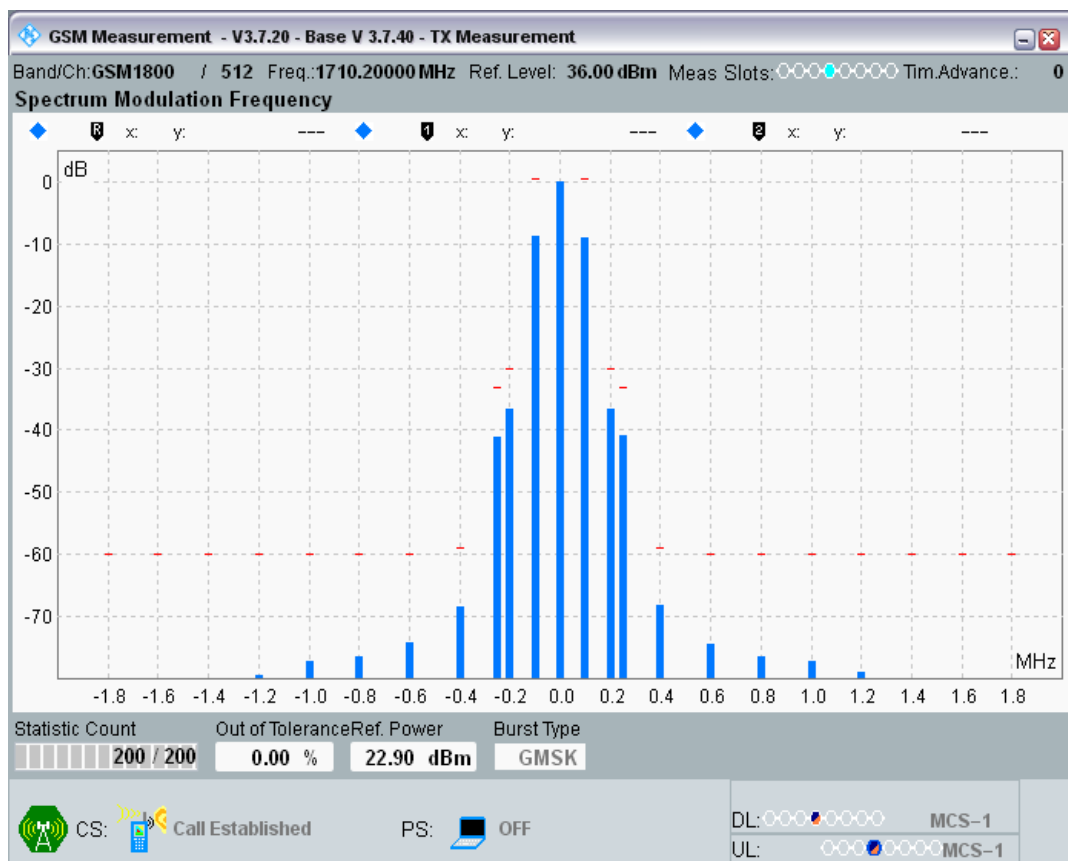 GSM Measurement - V3.7.20 - Base V 3.7.40 - TX Measurement
Band/Ch:GSM1800 / 512 Freq.:1710.20000 MHz Ref. Level: 36.00 dBm Meas Slots: Tim.Advance.: 0
Spectrum Modulation Frequency
R x: y: --- 1 x: y: --- 2 x: y: ---
dB
0
-10
-20
-30
-40
-50
-60
-70
MHz
-1.8 -1.6 -1.4 -1.2 -1.0 -0.8 -0.6 -0.4 -0.2 0.0 0.2 0.4 0.6 0.8 1.0 1.2 1.4 1.6 1.8
Statistic Count Out of Tolerance Ref. Power Burst Type
200 / 200 0.00 % 22.90 dBm GMSK
CS: Call Established PS: OFF DL: MCS-1
UL: MCS-1